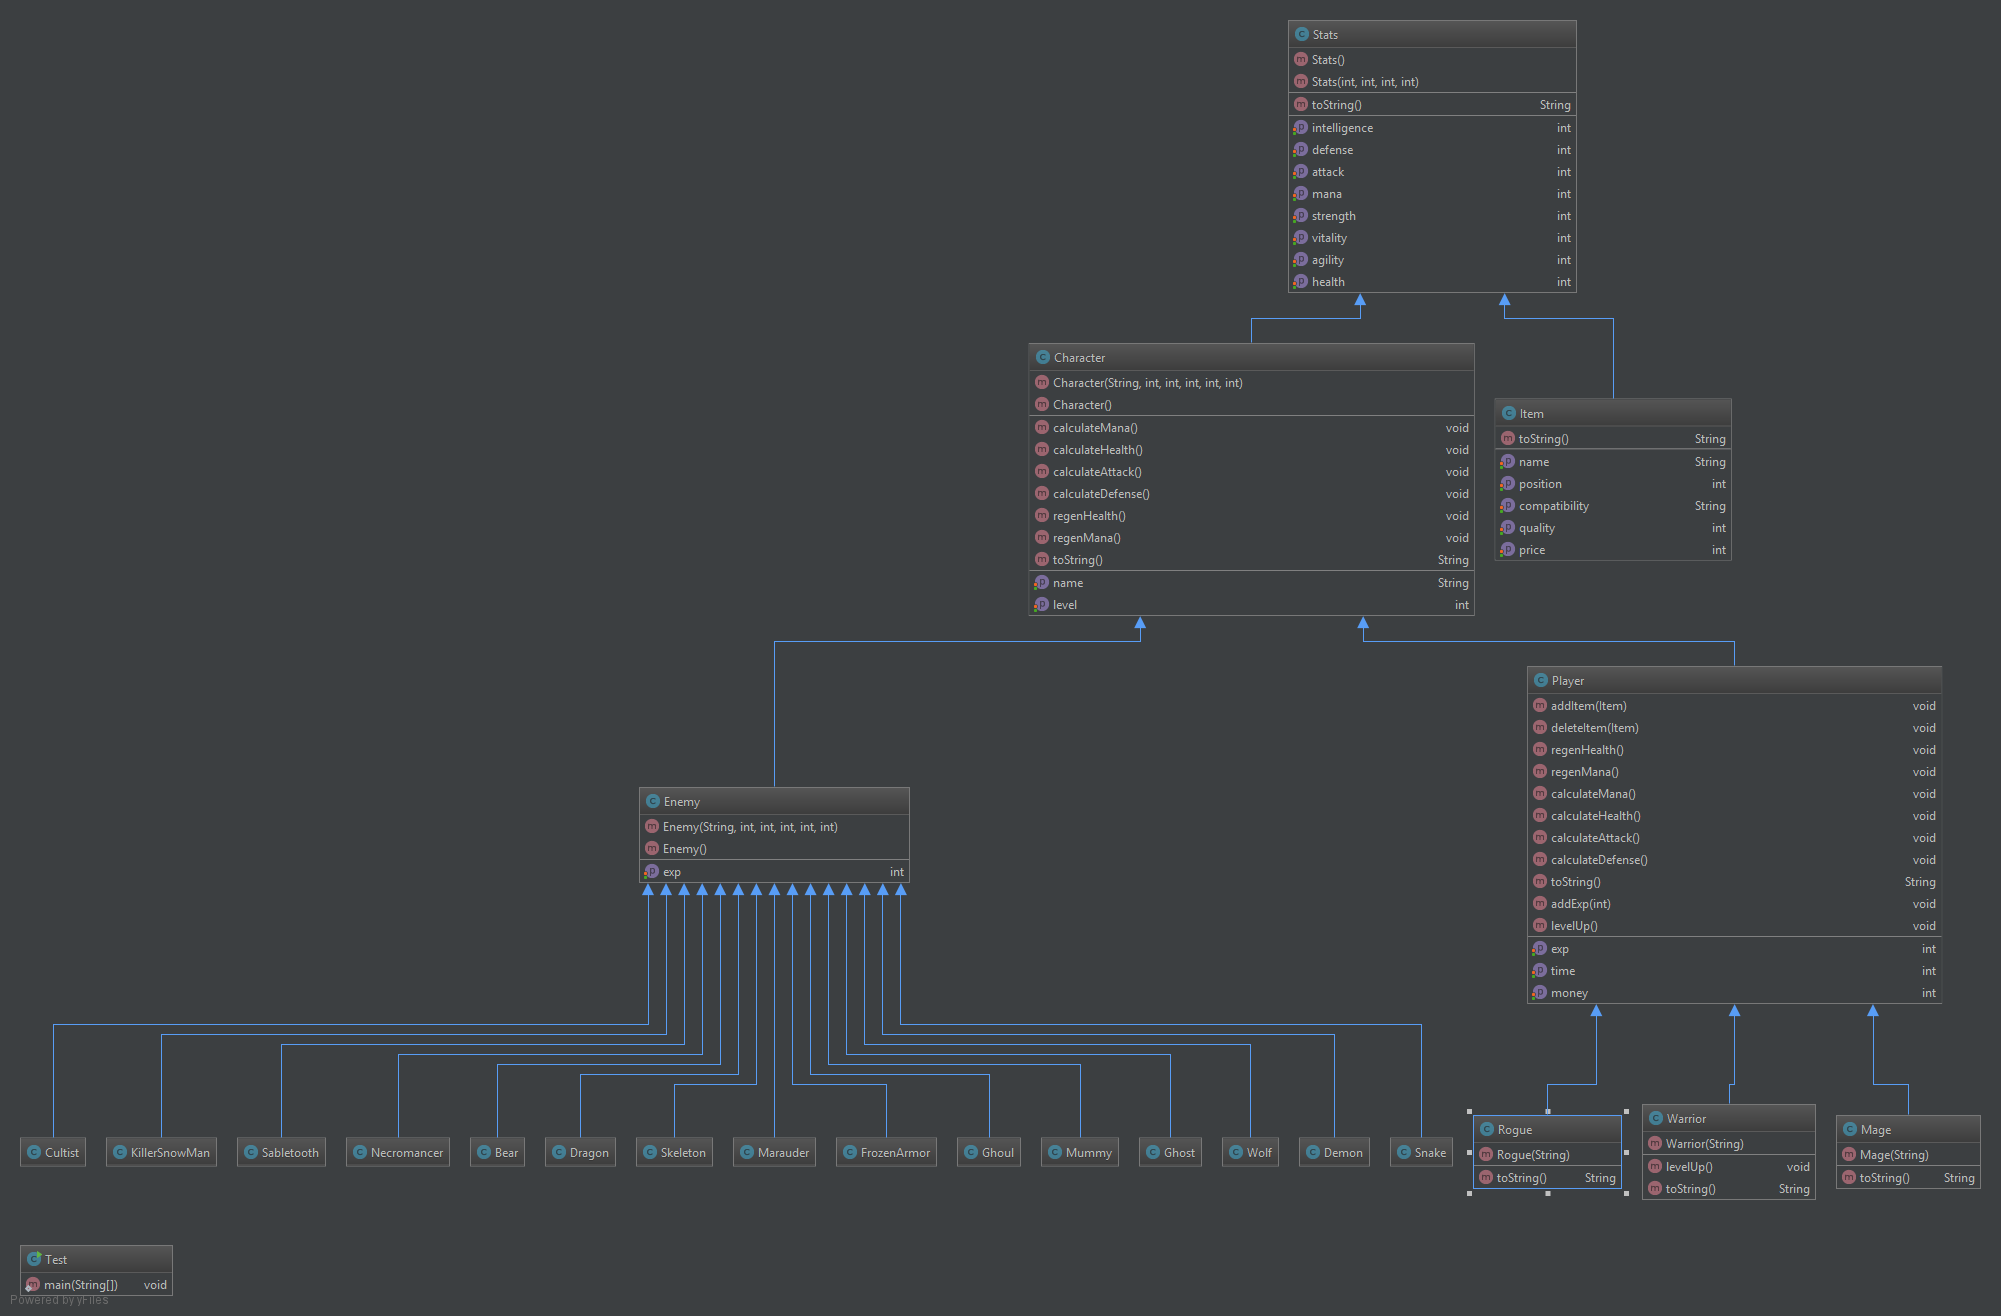 Stats
Stats()
Stats(int, int, int, int)
toString() String
intelligence int
defense int
attack int
mana int
strength int
vitality int
agility int
health int
Character
Character(String, int, int, int, int, int)
Character()
calculateMana() void
calculateHealth() void
calculateAttack() void
calculateDefense() void
regenHealth() void
regenMana() void
toString() String
name String
level int
Item
toString() String
name String
position int
compatibility String
quality int
price int
Player
addItem(Item) void
deleteItem(Item) void
regenHealth() void
regenMana() void
calculateMana() void
calculateHealth() void
calculateAttack() void
calculateDefense() void
toString() String
addExp(int) void
levelUp() void
exp int
time int
money int
Enemy
Enemy(String, int, int, int, int, int)
Enemy()
exp int
Cultist
KillerSnowMan
Sabletooth
Necromancer
Bear
Dragon
Skeleton
Marauder
FrozenArmor
Ghoul
Mummy
Ghost
Wolf
Demon
Snake
Rogue
Rogue(String)
toString() String
Warrior
Warrior(String)
levelUp() void
toString() String
Mage
Mage(String)
toString() String
Test
main(String[]) void
Powered by yFiles